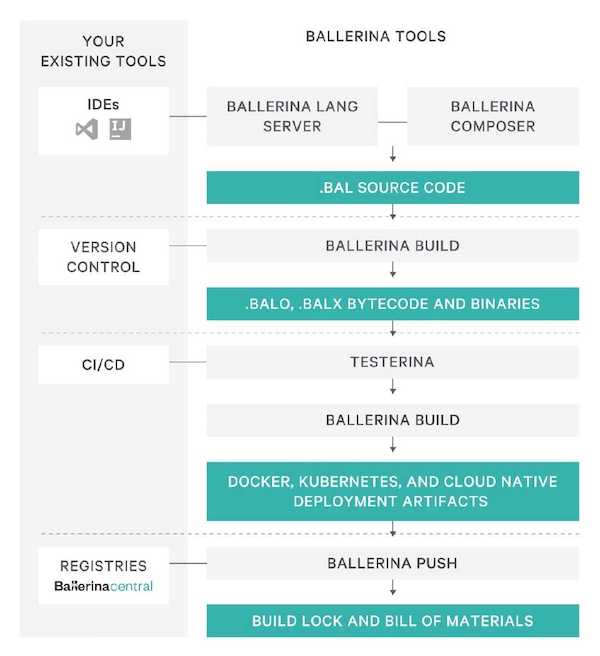 YOUR
EXISTING TOOLS
BALLERINA TOOLS
IDEs
IJ
BALLERINA LANG
SERVER
BALLERINA
COMPOSER
.BAL SOURCE CODE
VERSION
CONTROL
BALLERINA BUILD
.BALO, .BALX BYTECODE AND BINARIES
CI/CD
TESTERINA
BALLERINA BUILD
DOCKER, KUBERNETES, AND CLOUD NATIVE
DEPLOYMENT ARTIFACTS
REGISTRIES
Ballerinacentral
BALLERINA PUSH
BUILD LOCK AND BILL OF MATERIALS